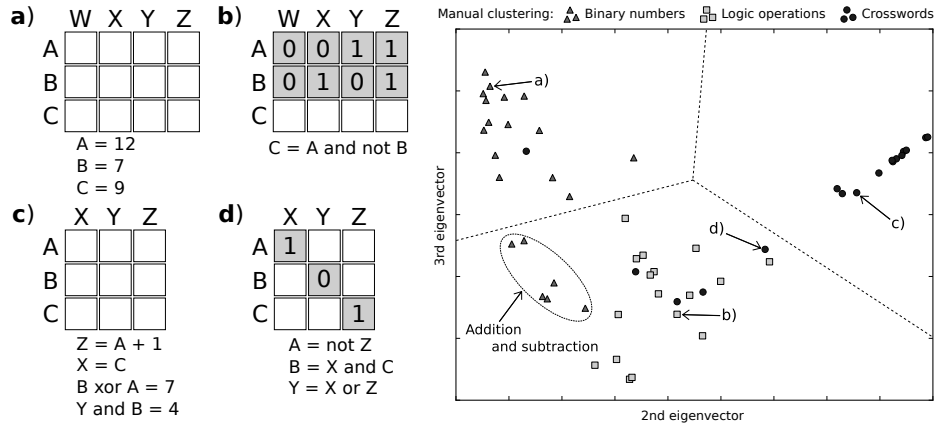 a)
W X Y Z
A
B
C
A = 12
B = 7
C = 9
b)
W X Y Z
A 0 0 1 1
B 0 1 0 1
C
C = A and not B
c)
X Y Z
A
B
C
Z = A + 1
X = C
B xor A = 7
Y and B = 4
d)
X Y Z
A 1
B 0
C 1
A = not Z
B = X and C
Y = X or Z
Manual clustering: Binary numbers Logic operations Crosswords
3rd eigenvector
a)
c)
d)
b)
Addition
and subtraction
2nd eigenvector